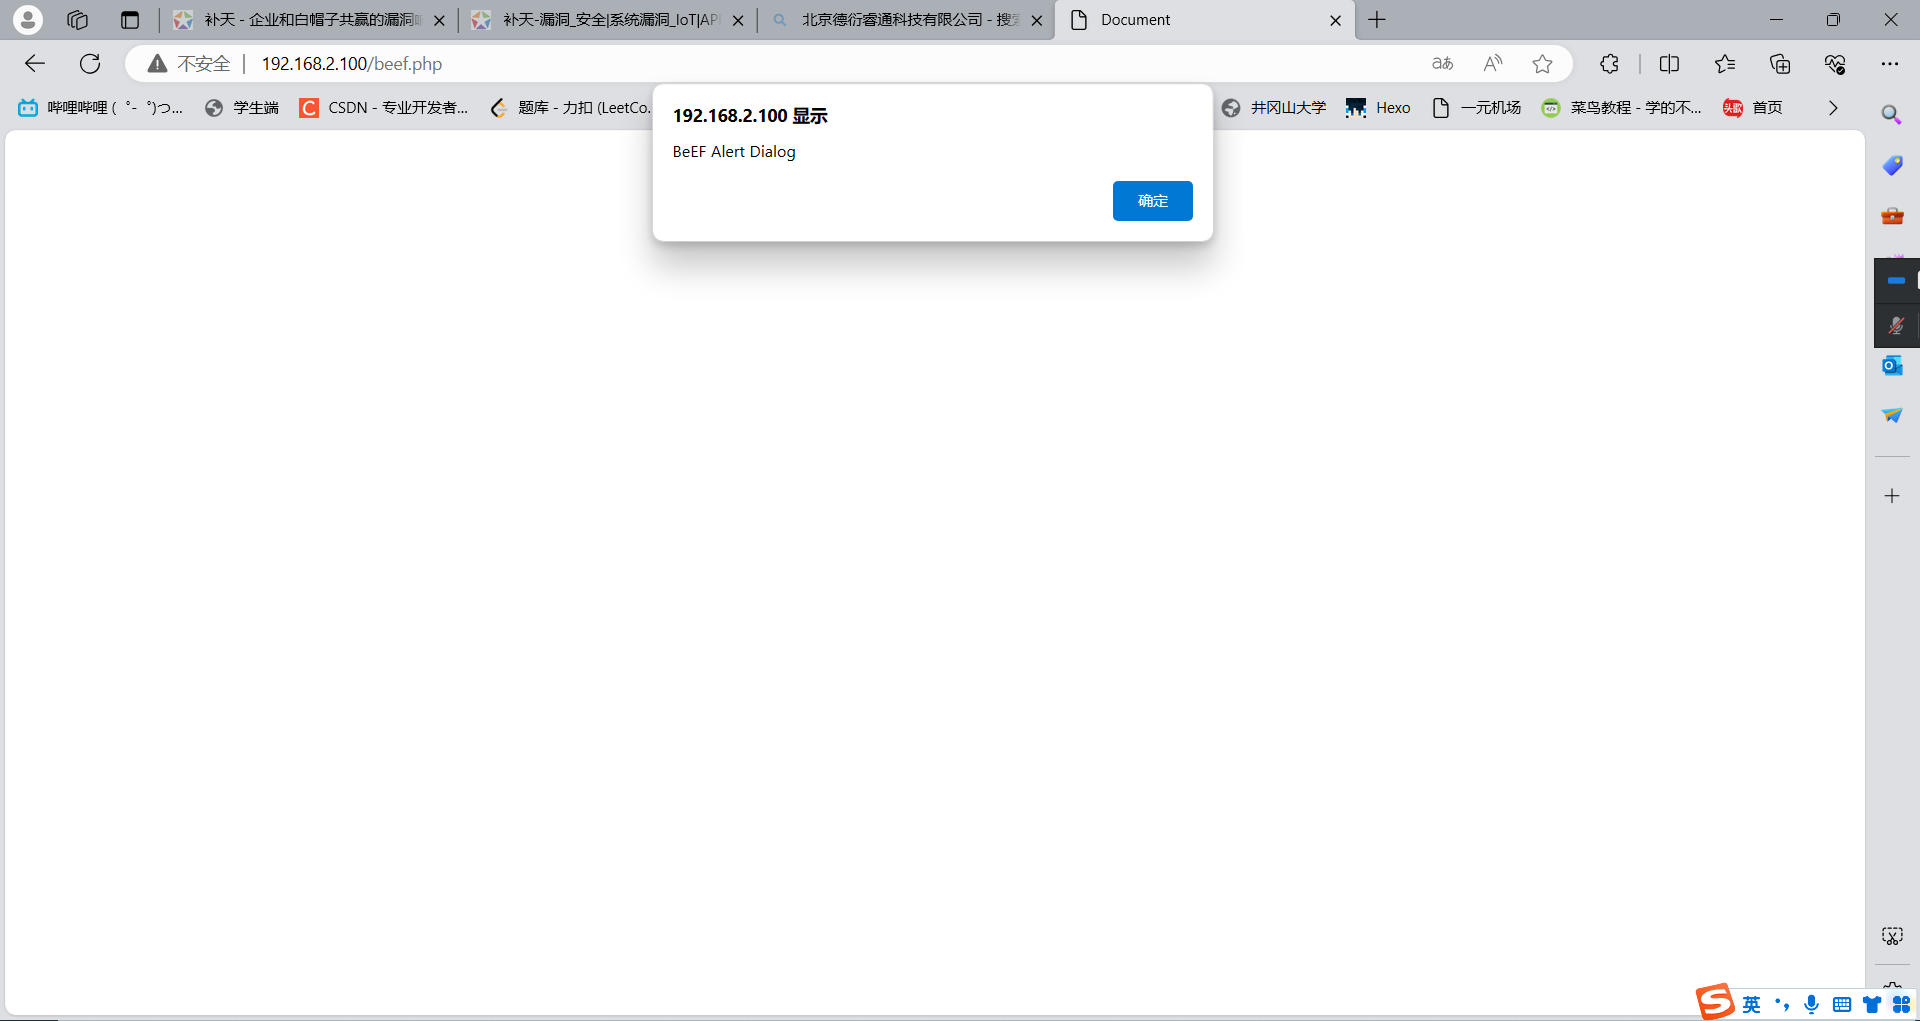 补天 - 企业和白帽子共赢的漏洞
补天-漏洞_安全|系统漏洞_IoT|AP
北京德衍睿通科技有限公司 - 搜
Document
不安全 | 192.168.2.100/beef.php
哔哩哔哩 (゜-゜)つ...
学生端
CSDN - 专业开发者...
题库 - 力扣 (LeetCo.
井冈山大学
Hexo
一元机场
菜鸟教程 - 学的不...
头歌
首页
192.168.2.100 显示
BeEF Alert Dialog
确定
英